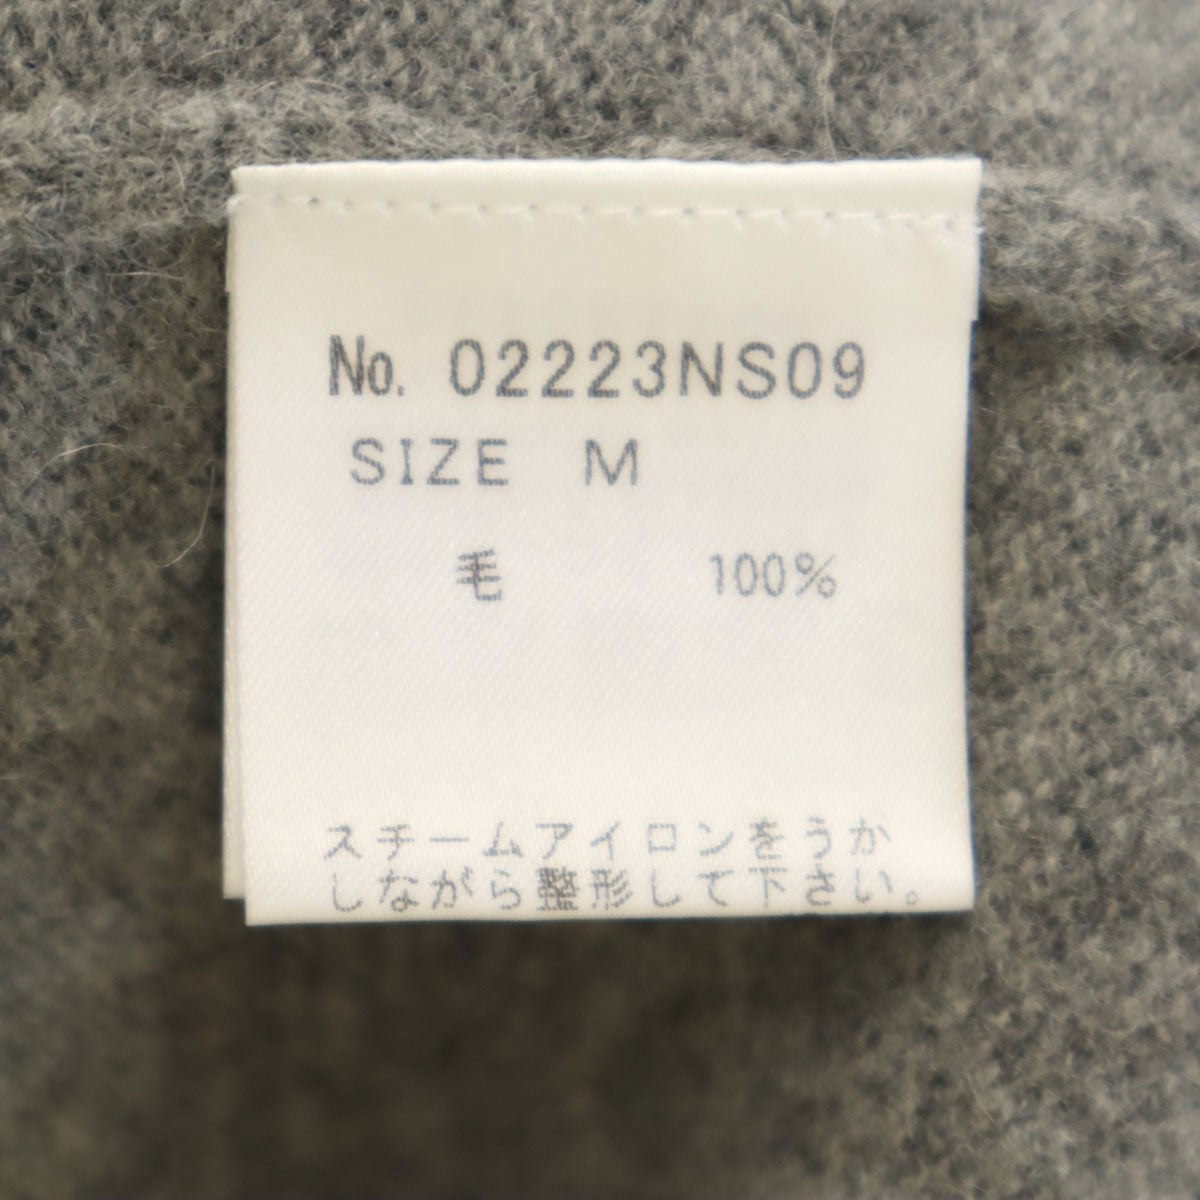 No. 02223NS09
SIZE M
毛 100%
スチームアイロンをうか
しながら整形して下さい。